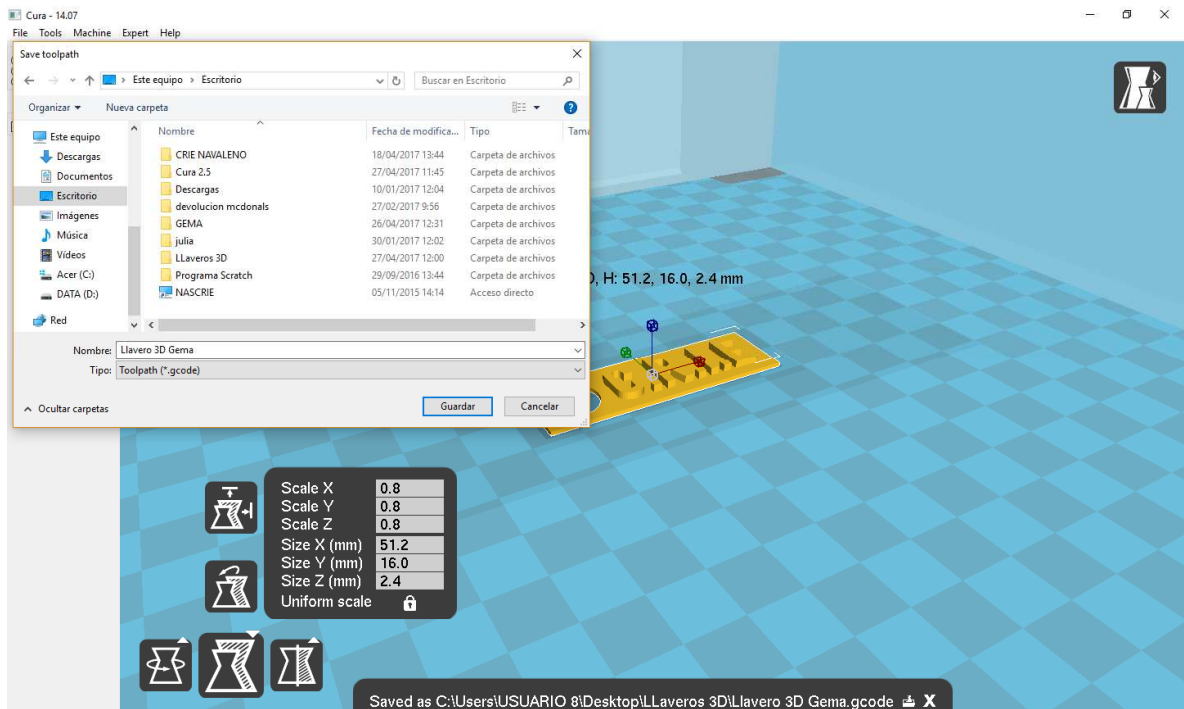 Cura - 14.07
File Tools Machine Expert Help
Save toolpath
Este equipo › Escritorio
Buscar en Escritorio
Organizar
Nueva carpeta
Nombre Fecha de modifica... Tipo Tama
Este equipo
Descargas
Documentos
Escritorio
Imágenes
Música
Vídeos
Acer (C:)
DATA (D:)
Red
CRIE NAVALENO 18/04/2017 13:44 Carpeta de archivos
Cura 2.5 27/04/2017 11:45 Carpeta de archivos
Descargas 10/01/2017 12:04 Carpeta de archivos
devolucion mcdonals 27/02/2017 9:56 Carpeta de archivos
GEMA 26/04/2017 12:31 Carpeta de archivos
julia 30/01/2017 12:02 Carpeta de archivos
LLaveros 3D 27/04/2017 12:00 Carpeta de archivos
Programa Scratch 29/09/2016 13:44 Carpeta de archivos
NASCRIE 05/11/2015 14:14 Acceso directo
Nombre: Llavero 3D Gema
Tipo: Toolpath (*.gcode)
Ocultar carpetas
Guardar
Cancelar
, H: 51.2, 16.0, 2.4 mm
Scale X 0.8
Scale Y 0.8
Scale Z 0.8
Size X (mm) 51.2
Size Y (mm) 16.0
Size Z (mm) 2.4
Uniform scale
Saved as C:\Users\USUARIO 8\Desktop\LLaveros 3D\Llavero 3D Gema.gcode X